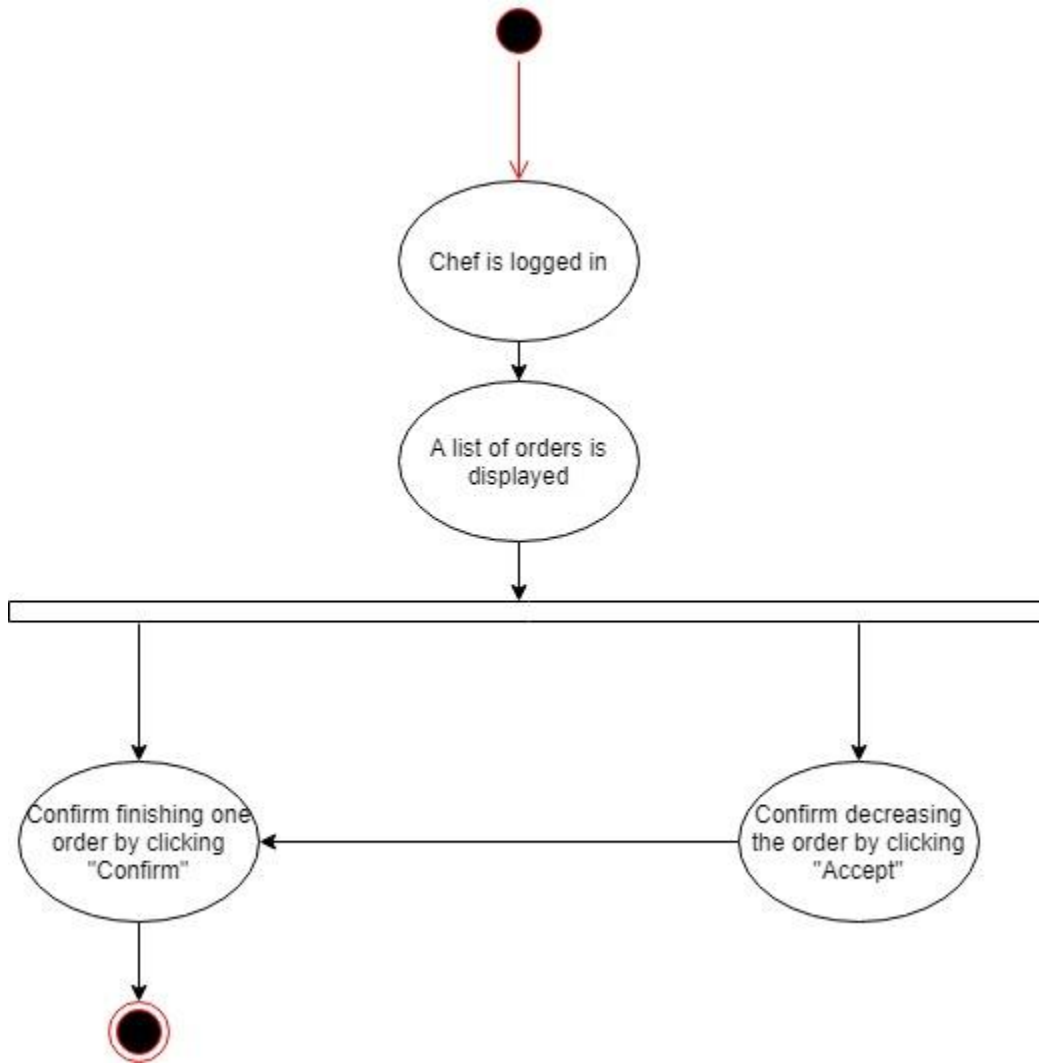 Chef is logged in
A list of orders is
displayed
Confirm finishing one
order by clicking
"Confirm"
Confirm decreasing
the order by clicking
"Accept"